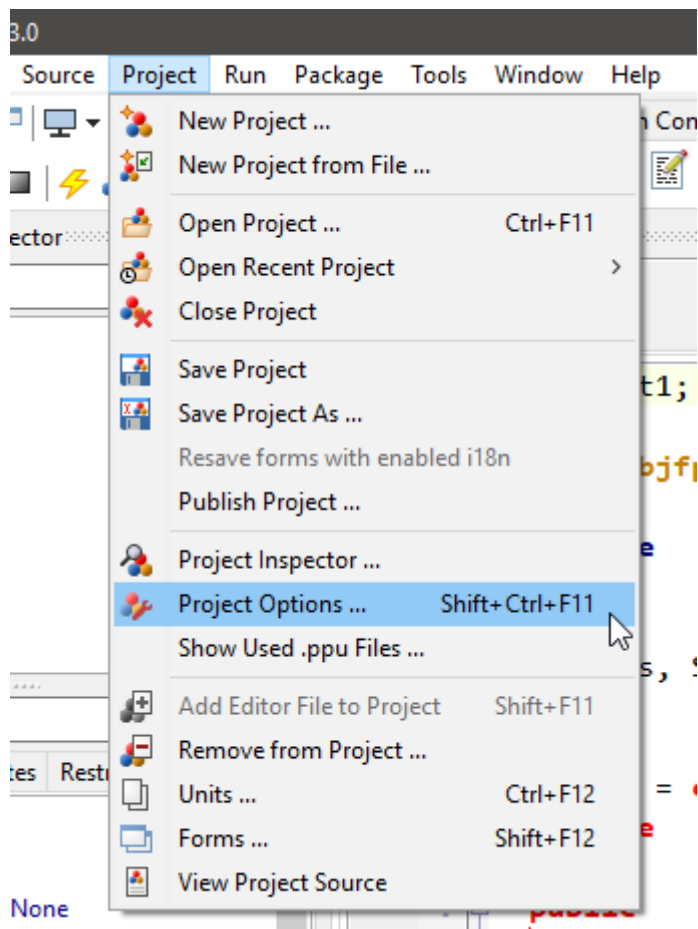 3.0
Source Project Run Package Tools Window Help
New Project ...
New Project from File ...
ector
Open Project ... Ctrl+F11
Open Recent Project
Close Project
Save Project
t1;
Save Project As ...
Resave forms with enabled i18n
bjfp
Publish Project ...
Project Inspector ...
e
Project Options ... Shift+Ctrl+F11
Show Used .ppu Files ...
s,
Add Editor File to Project Shift+F11
Remove from Project ...
tes Restr
Units ... Ctrl+F12
=
Forms ... Shift+F12
e
View Project Source
None
public